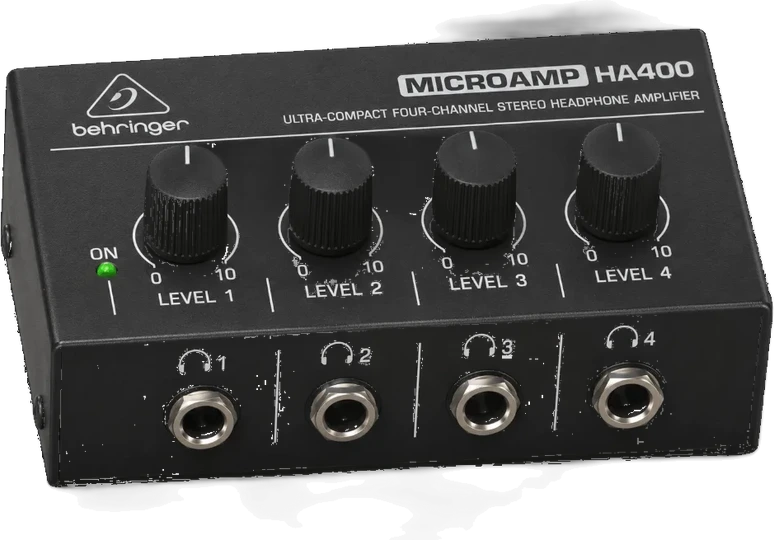 behringer
MICROAMP HA400
ULTRA-COMPACT FOUR-CHANNEL STEREO HEADPHONE AMPLIFIER
ON
0 10
LEVEL 1
0 10
LEVEL 2
0 10
LEVEL 3
0 10
LEVEL 4
1
2
3
4